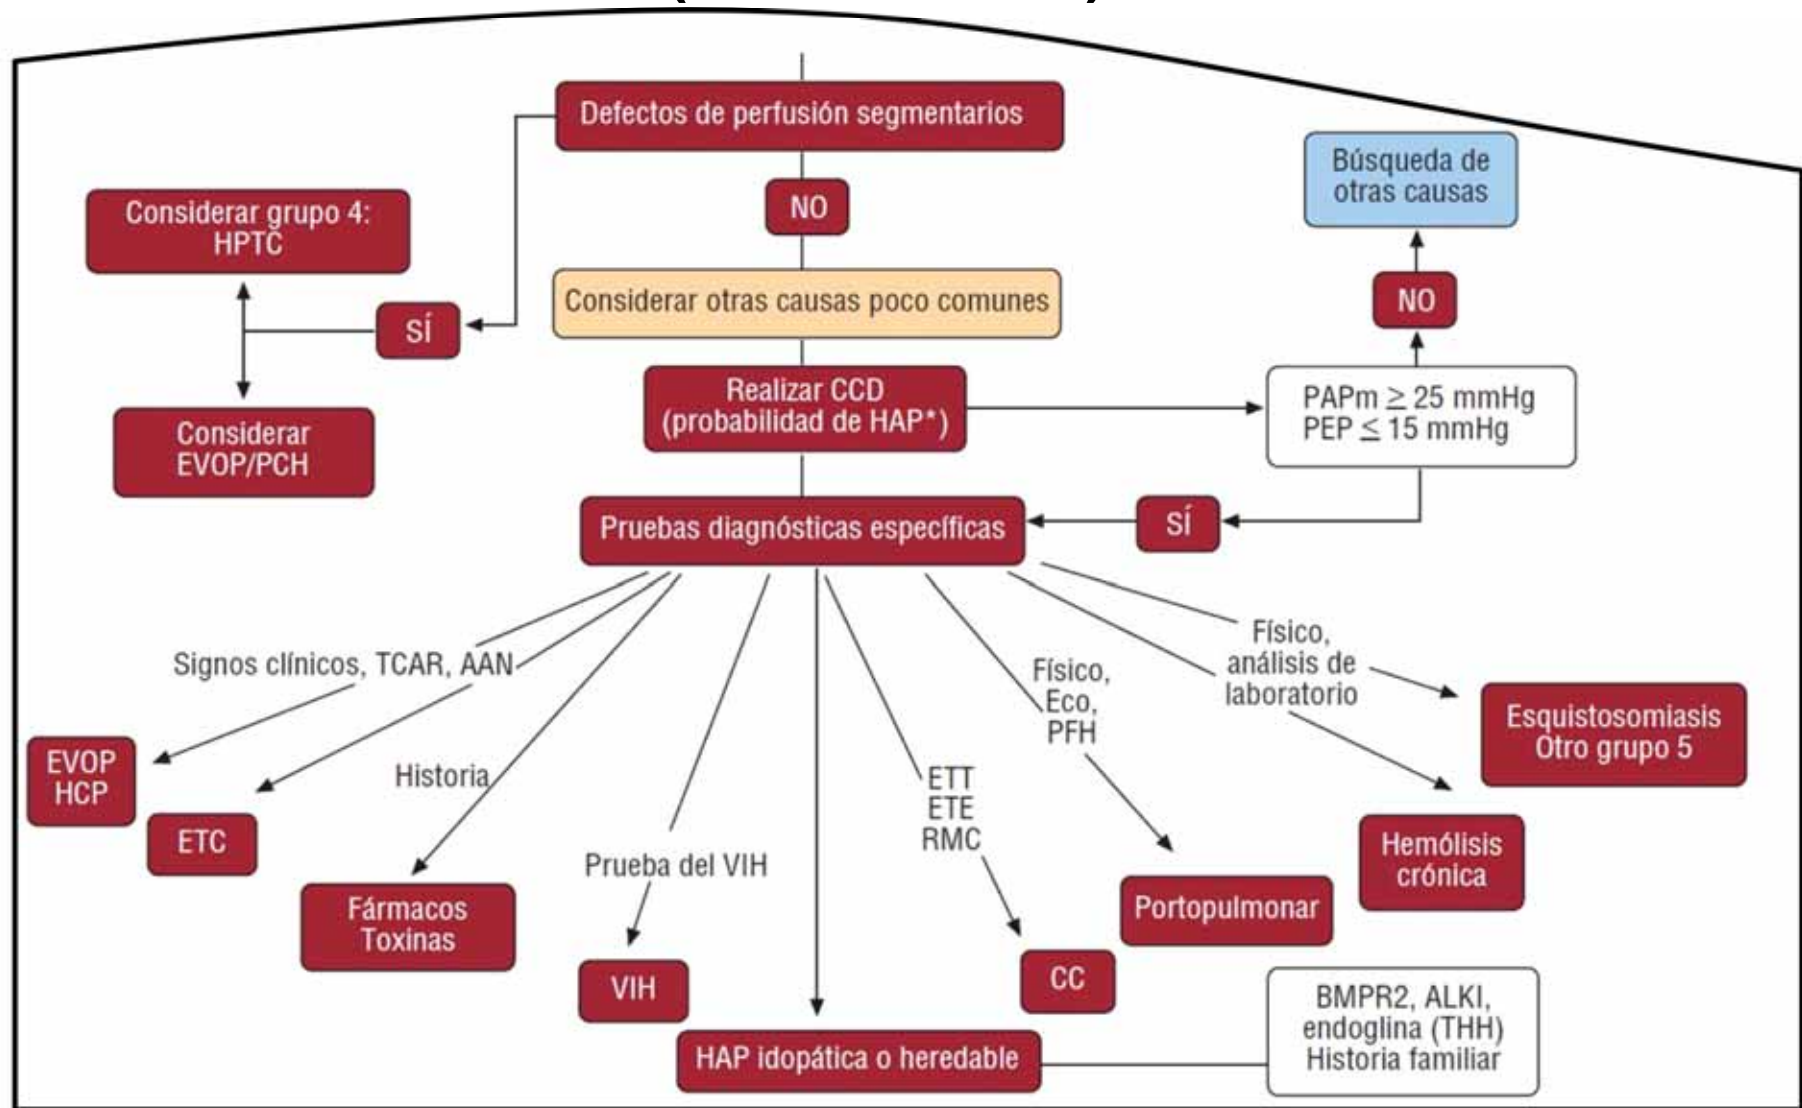 Defectos de perfusión segmentarios
Búsqueda de
otras causas
NO
Considerar grupo 4:
HPTC
NO
Considerar otras causas poco comunes
SÍ
Realizar CCD
(probabilidad de HAP*)
PAPm ≥ 25 mmHg
PEP ≤ 15 mmHg
Considerar
EVOP/PCH
Pruebas diagnósticas específicas
SÍ
Signos clínicos, TCAR, AAN
Físico,
Eco,
PFH
Físico,
análisis de
laboratorio
Esquistosomiasis
Otro grupo 5
EVOP
HCP
Historia
ETT
ETE
RMC
ETC
Prueba del VIH
Hemólisis
crónica
Fármacos
Toxinas
Portopulmonar
VIH
CC
BMPR2, ALKI,
endoglina (THH)
Historia familiar
HAP idopática o heredable